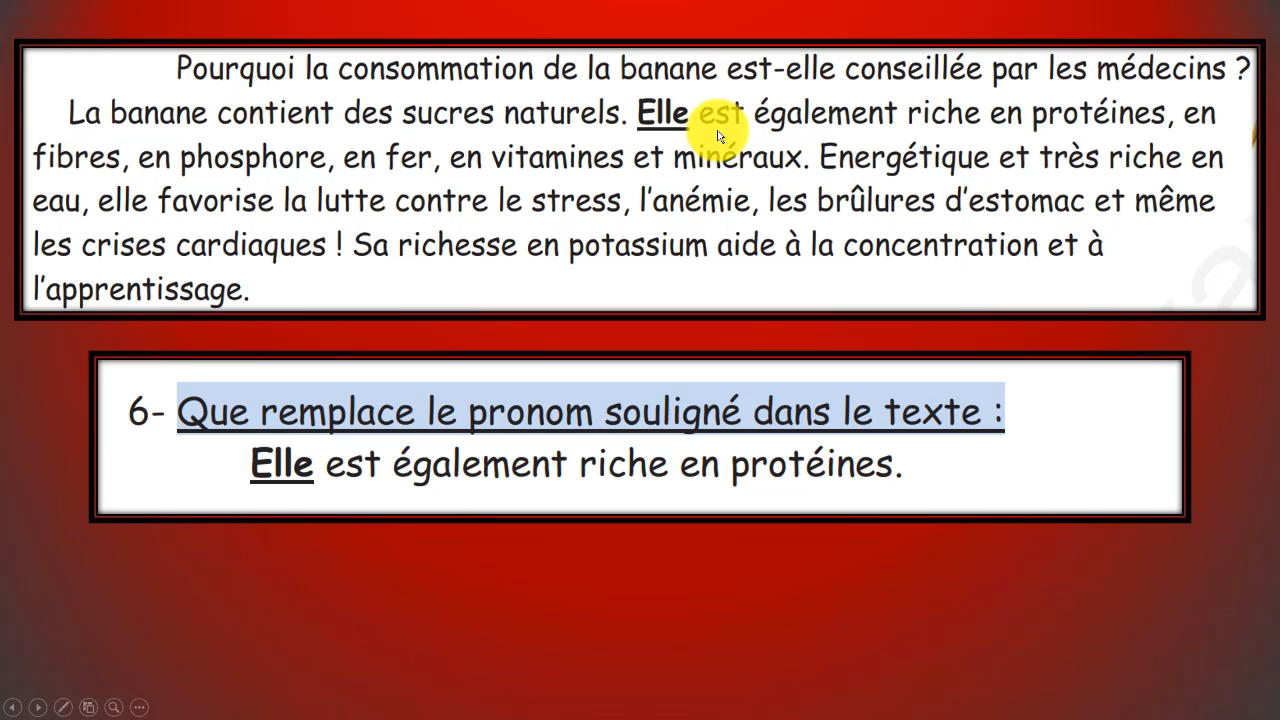 Pourquoi la consommation de la banane est-elle conseillée par les médecins ?
La banane contient des sucres naturels. Elle est également riche en protéines, en
fibres, en phosphore, en fer, en vitamines et minéraux. Energétique et très riche en
eau, elle favorise la lutte contre le stress, l'anémie, les brûlures d'estomac et même
les crises cardiaques ! Sa richesse en potassium aide à la concentration et à
l'apprentissage.
6- Que remplace le pronom souligné dans le texte :
Elle est également riche en protéines.